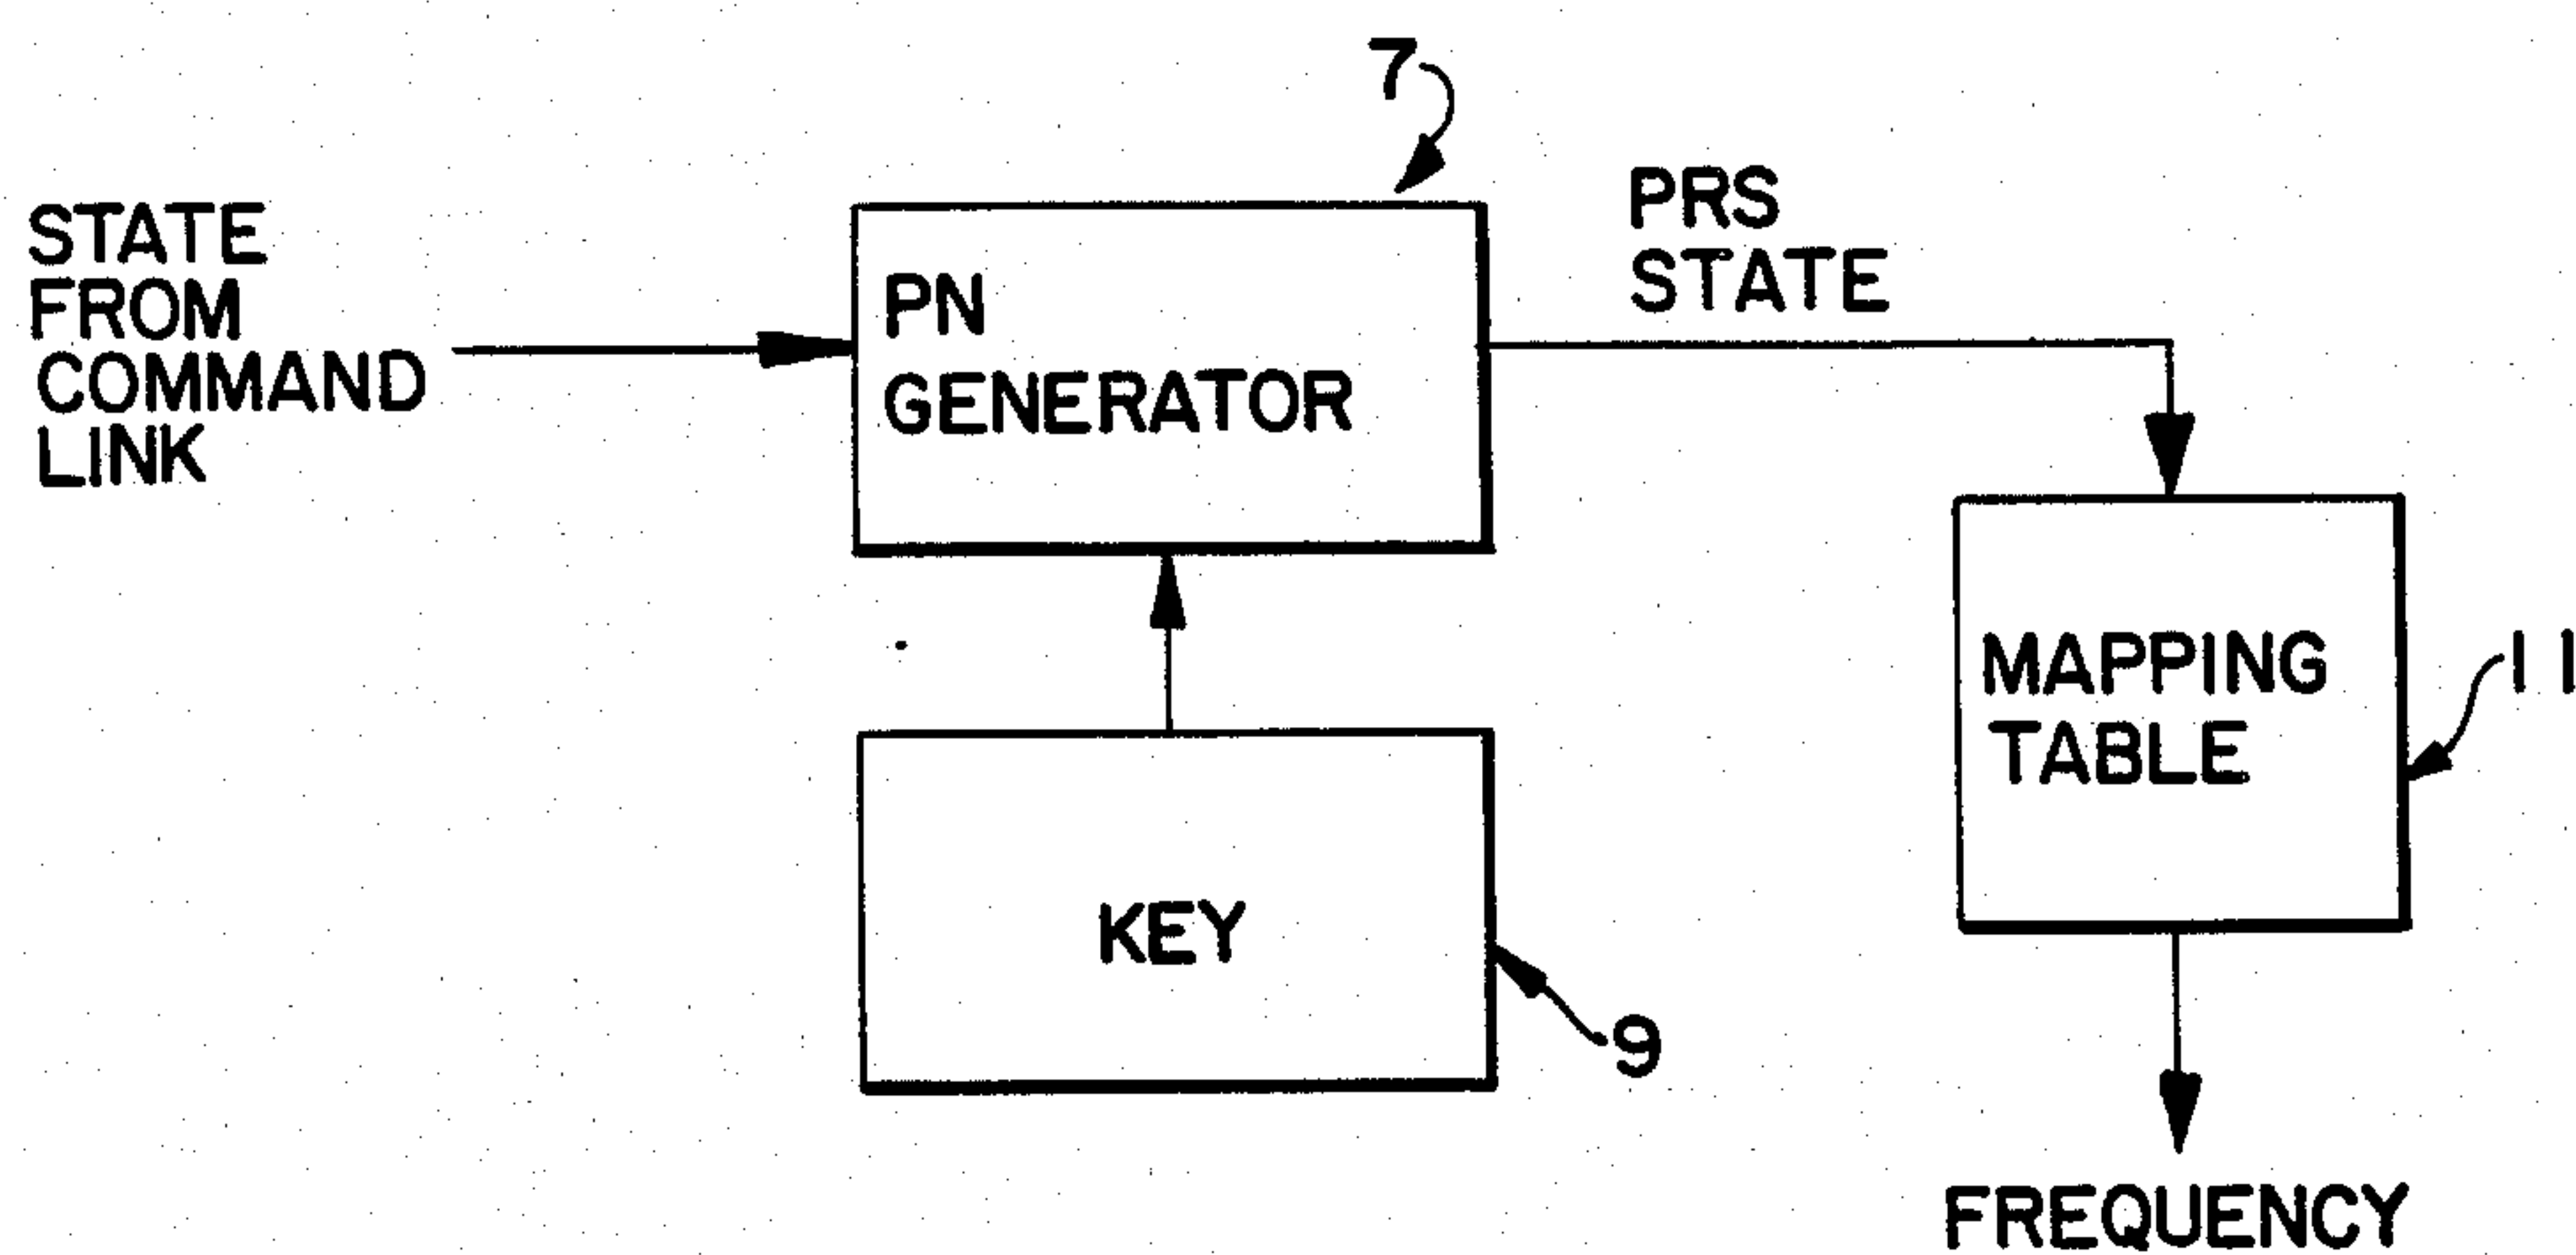 7
STATE
FROM
COMMAND
LINK
PN
GENERATOR
PRS
STATE
MAPPING
TABLE
11
KEY
9
FREQUENCY